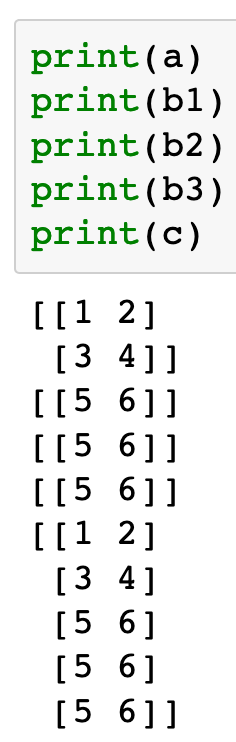 print(a)
print(b1)
print(b2)
print(b3)
print(c)
[[1 2]
 [3 4]]
[[5 6]]
[[5 6]]
[[5 6]]
[[1 2]
 [3 4]
 [5 6]
 [5 6]
 [5 6]]